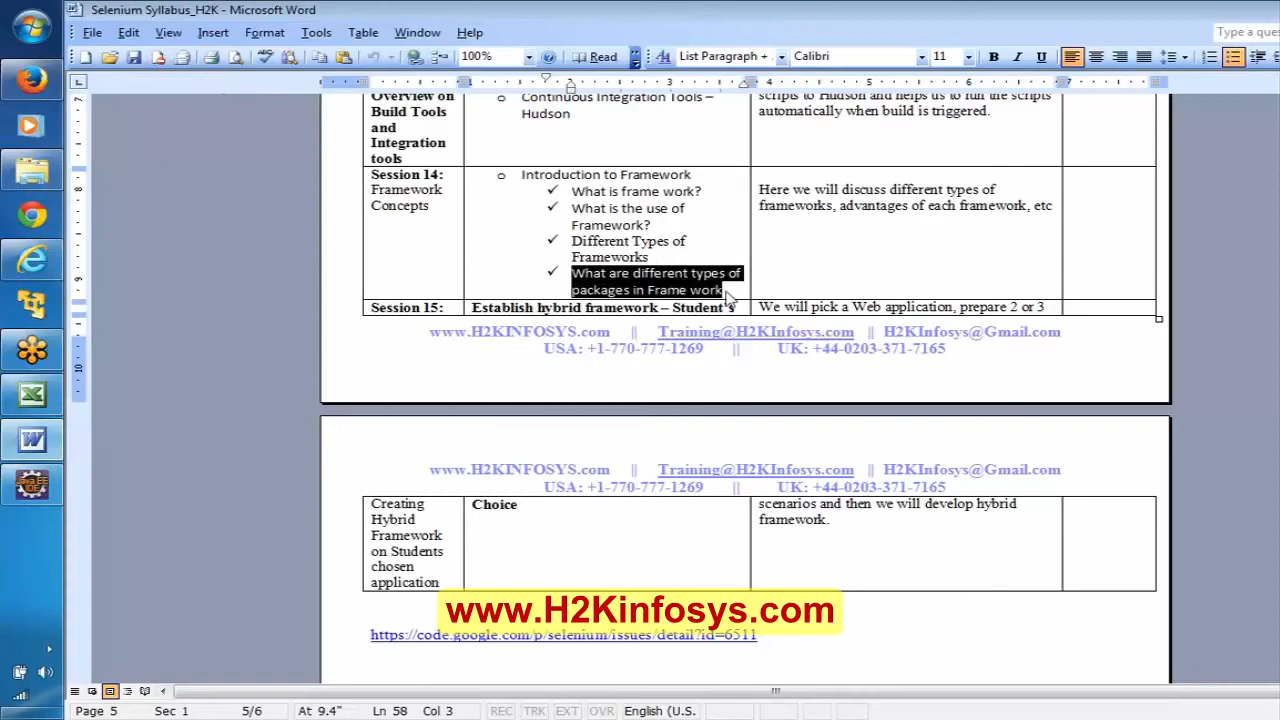 Selenium Syllabus_H2K - Microsoft Word
File Edit View Insert Format Tools Table Window Help
Type a ques
100% Read List Paragraph + Calibri 11 B I U
1 2 3 4 5 6 7
Overview on
Build Tools
and
Integration
tools
o Continuous Integration Tools –
Hudson
scripts to Hudson and helps us to run the scripts
automatically when build is triggered.
Session 14:
Framework
Concepts
o Introduction to Framework
✓ What is frame work?
✓ What is the use of
Framework?
✓ Different Types of
Frameworks
✓ What are different types of
packages in Frame work
Here we will discuss different types of
frameworks, advantages of each framework, etc
Session 15:
Establish hybrid framework – Student's
We will pick a Web application, prepare 2 or 3
www.H2KINFOSYS.com || Training@H2KInfosys.com || H2KInfosys@Gmail.com
USA: +1-770-777-1269 || UK: +44-0203-371-7165
www.H2KINFOSYS.com || Training@H2KInfosys.com || H2KInfosys@Gmail.com
USA: +1-770-777-1269 || UK: +44-0203-371-7165
Creating
Hybrid
Framework
on Students
chosen
application
Choice
scenarios and then we will develop hybrid
framework.
www.H2Kinfosys.com
https://code.google.com/p/selenium/issues/detail?id=6511
Page 5 Sec 1 5/6 At 9.4" Ln 58 Col 3 REC TRK EXT OVR English (U.S.